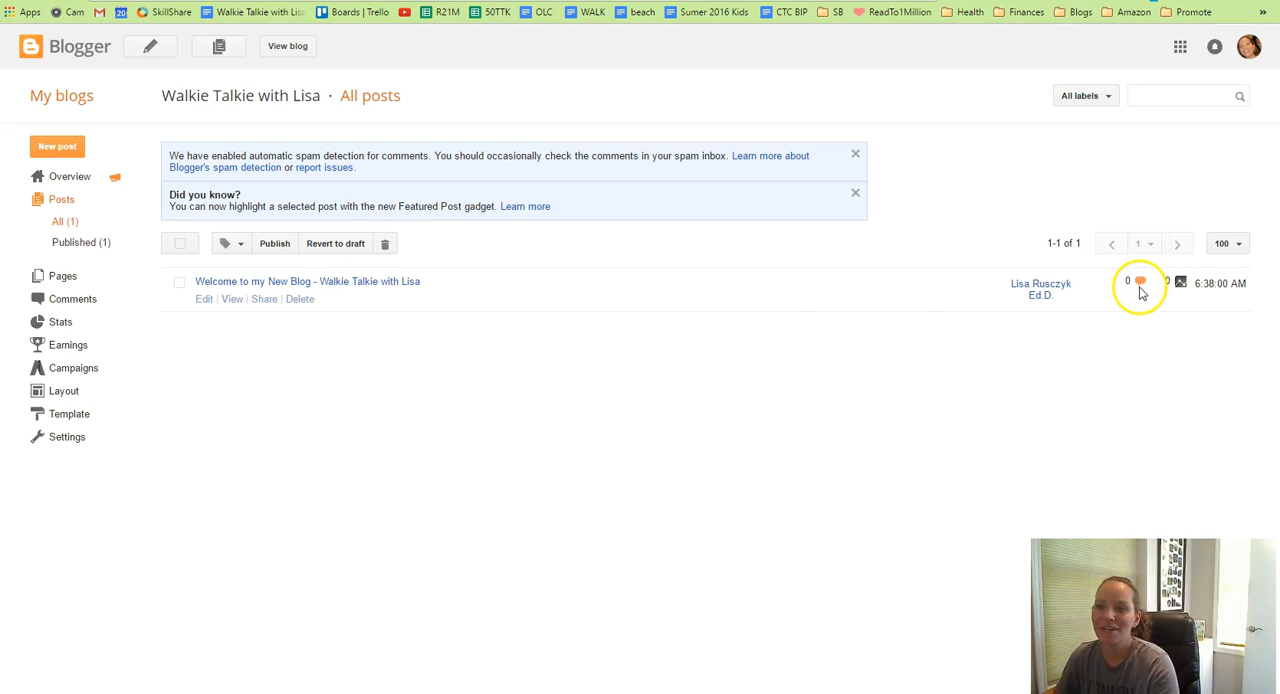 Apps Cam 20 SkillShare Walkie Talkie with Lis Boards | Trello R21M 50TTK OLC WALK beach Sumer 2016 Kids CTC BIP SB ReadTo1Million Health Finances Blogs Amazon Promote »
Blogger View blog
My blogs Walkie Talkie with Lisa · All posts All labels
New post
We have enabled automatic spam detection for comments. You should occasionally check the comments in your spam inbox. Learn more about
Blogger's spam detection or report issues.
Overview
Did you know?
Posts
You can now highlight a selected post with the new Featured Post gadget. Learn more
All (1)
Published (1)
Publish Revert to draft 1-1 of 1 1 100
Pages
Welcome to my New Blog - Walkie Talkie with Lisa Lisa Rusczyk 0 0 6:38:00 AM
Ed.D.
Comments
Edit | View | Share | Delete
Stats
Earnings
Campaigns
Layout
Template
Settings